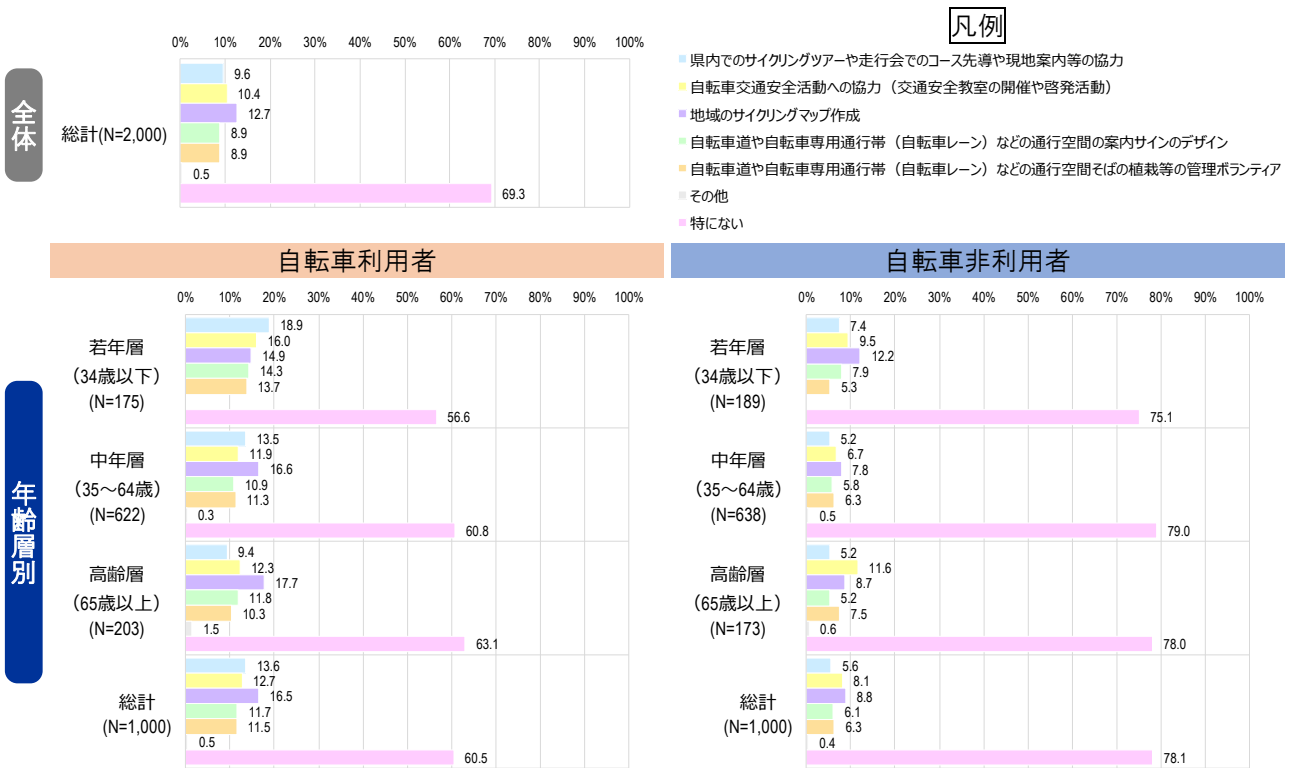 凡例
0% 10% 20% 30% 40% 50% 60% 70% 80% 90% 100%
全体
総計(N=2,000)
9.6
10.4
12.7
8.9
8.9
0.5
69.3
県内でのサイクリングツアーや走行会でのコース先導や現地案内等の協力
自転車交通安全活動への協力（交通安全教室の開催や啓発活動）
地域のサイクリングマップ作成
自転車道や自転車専用通行帯（自転車レーン）などの通行空間の案内サインのデザイン
自転車道や自転車専用通行帯（自転車レーン）などの通行空間そばの植栽等の管理ボランティア
その他
特にない
年齢層別
自転車利用者
0% 10% 20% 30% 40% 50% 60% 70% 80% 90% 100%
若年層
（34歳以下）
(N=175)
18.9
16.0
14.9
14.3
13.7
56.6
中年層
（35～64歳）
(N=622)
13.5
11.9
16.6
10.9
11.3
0.3
60.8
高齢層
（65歳以上）
(N=203)
9.4
12.3
17.7
11.8
10.3
1.5
63.1
総計
(N=1,000)
13.6
12.7
16.5
11.7
11.5
0.5
60.5
自転車非利用者
0% 10% 20% 30% 40% 50% 60% 70% 80% 90% 100%
若年層
（34歳以下）
(N=189)
7.4
9.5
12.2
7.9
5.3
75.1
中年層
（35～64歳）
(N=638)
5.2
6.7
7.8
5.8
6.3
0.5
79.0
高齢層
（65歳以上）
(N=173)
5.2
11.6
8.7
5.2
7.5
0.6
78.0
総計
(N=1,000)
5.6
8.1
8.8
6.1
6.3
0.4
78.1